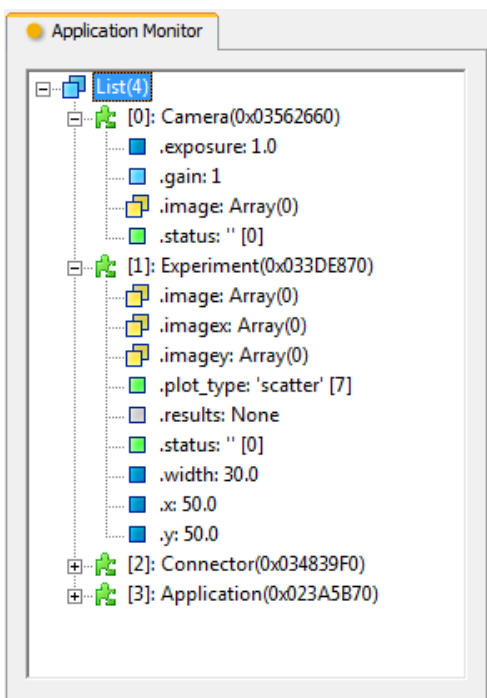 Application Monitor
List(4)
[0]: Camera(0x03562660)
.exposure: 1.0
.gain: 1
.image: Array(0)
.status: '' [0]
[1]: Experiment(0x033DE870)
.image: Array(0)
.imagex: Array(0)
.imagey: Array(0)
.plot_type: 'scatter' [7]
.results: None
.status: '' [0]
.width: 30.0
.x: 50.0
.y: 50.0
[2]: Connector(0x034839F0)
[3]: Application(0x023A5B70)